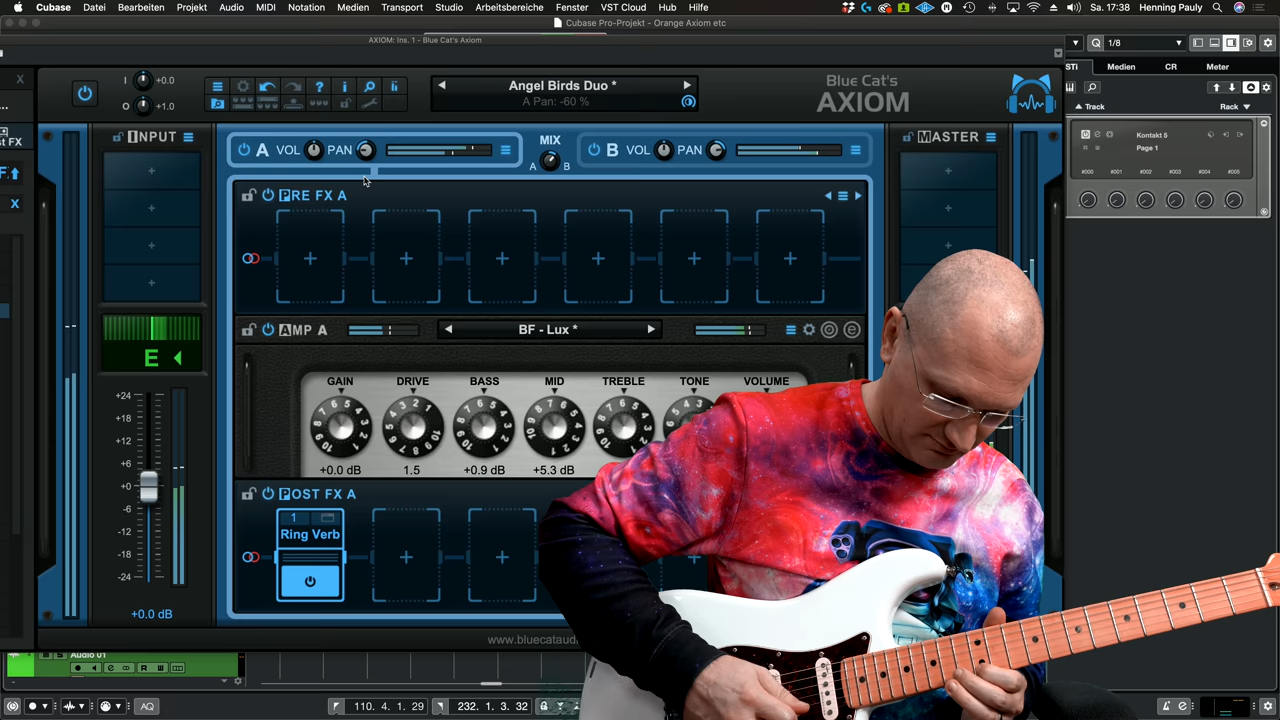 Cubase Datei Bearbeiten Projekt Audio MIDI Notation Medien Transport Studio Arbeitsbereiche Fenster VST Cloud Hub Hilfe Sa. 17:38 Henning Pauly
Cubase Pro-Projekt - Orange Axiom etc
AXIOM: Ins. 1 - Blue Cat's Axiom
1/8
I +0.0
O +1.0
Angel Birds Duo *
A Pan: -60 %
Blue Cat's
AXIOM
STi Medien CR Meter
Track Rack
Kontakt 5
Page 1
R
#000 #001 #002 #003 #004 #005
INPUT
A VOL PAN
MIX
A B
B VOL PAN
MASTER
X
PRE FX A
AMP A
BF - Lux *
E
GAIN DRIVE BASS MID TREBLE TONE VOLUME
+0.0 dB 1.5 +0.9 dB +5.3 dB
+24
+18
+12
+6
+0
-6
-12
-18
-24
+0.0 dB
POST FX A
1
Ring Verb
www.bluecataud
Audio 01
R W
AQ
110. 4. 1. 29
232. 1. 3. 32